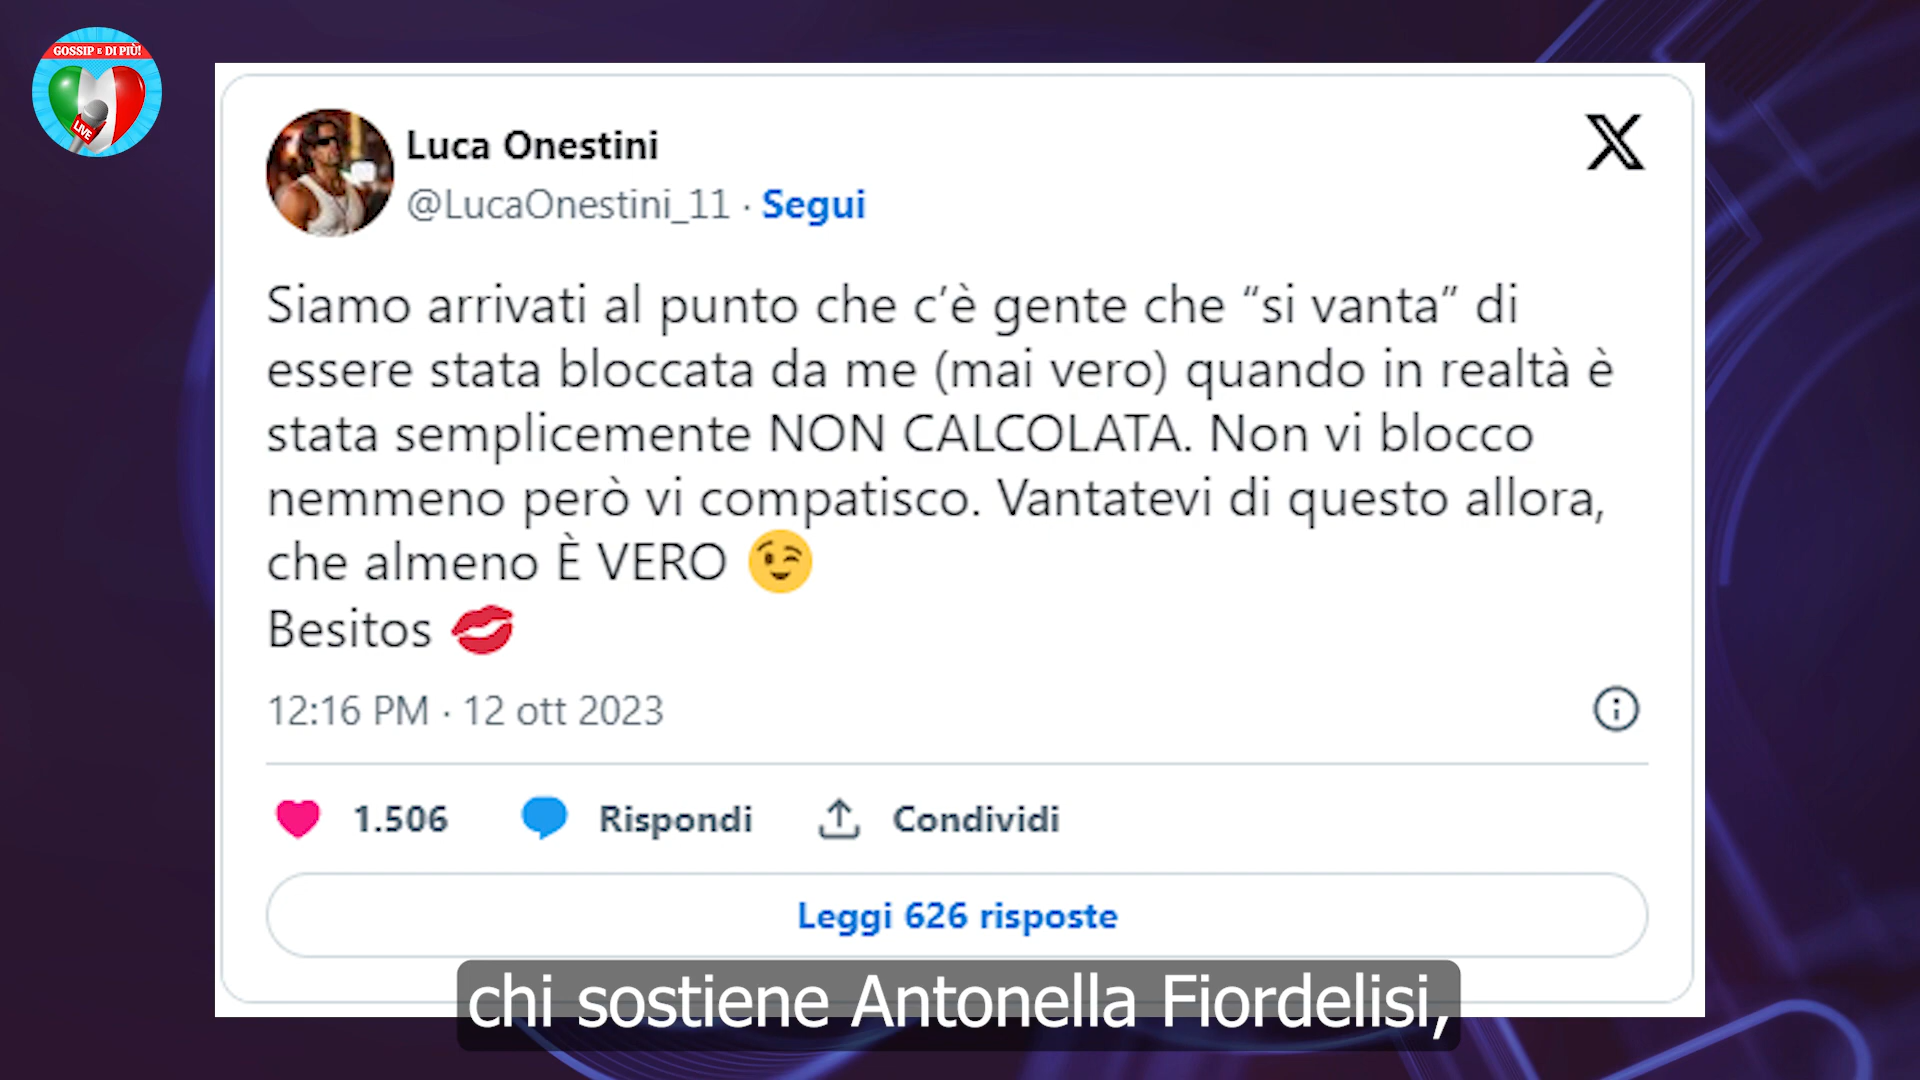 GOSSIP E DI PIÙ!
LIVE
Luca Onestini
@LucaOnestini_11 · Segui
Siamo arrivati al punto che c’è gente che “si vanta” di
essere stata bloccata da me (mai vero) quando in realtà è
stata semplicemente NON CALCOLATA. Non vi blocco
nemmeno però vi compatisco. Vantatevi di questo allora,
che almeno È VERO 😉
Besitos 💋
12:16 PM · 12 ott 2023
1.506 Rispondi Condividi
Leggi 626 risposte
chi sostiene Antonella Fiordelisi,